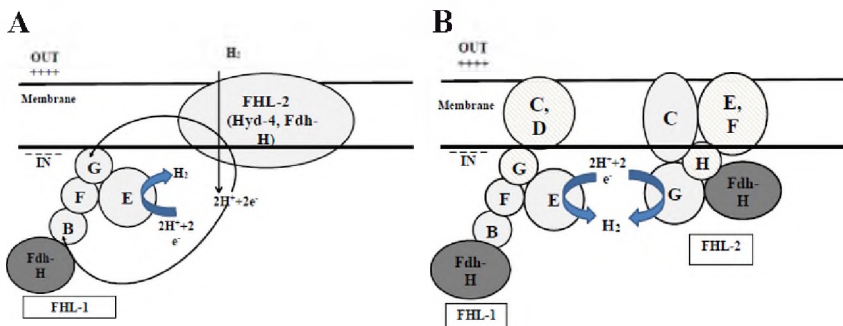 A
OUT
++++
H₂
Membrane
FHL-2
(Hyd-4, Fdh-
H)
IN
G
H₂
F
E
2H⁺+2e⁻
B
2H⁺+2
e⁻
Fdh-
H
FHL-1
B
OUT
++++
Membrane
C,
D
C
E,
F
IN
G
2H⁺+2
e⁻
H
F
E
G
Fdh-
H
B
H₂
Fdh-
H
FHL-2
FHL-1